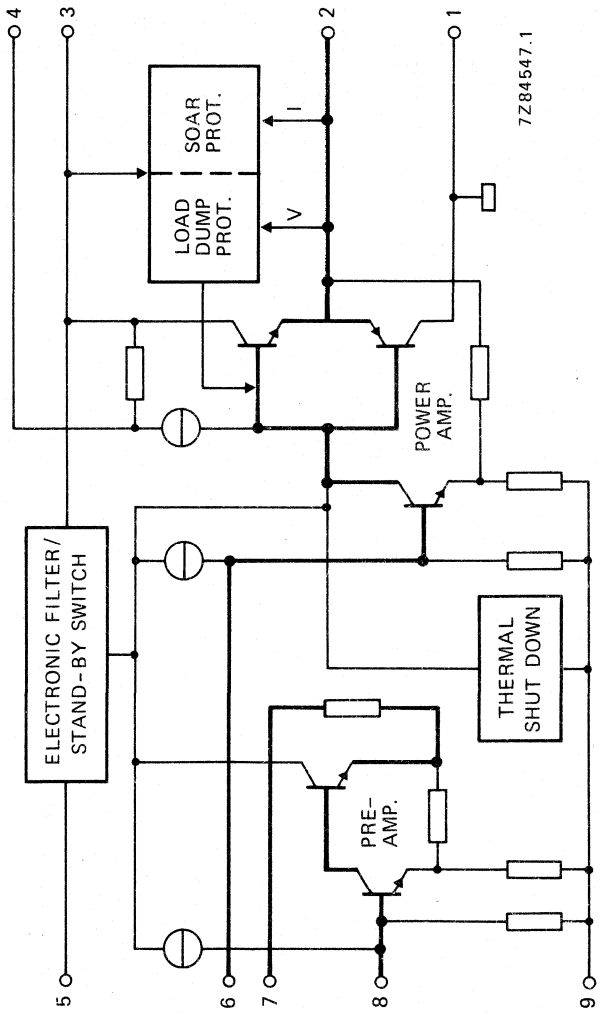 4
3
2
1
SOAR
PROT.
LOAD
DUMP
PROT.
I
V
7Z84547.1
POWER
AMP.
ELECTRONIC FILTER/
STAND-BY SWITCH
THERMAL
SHUT DOWN
PRE-
AMP.
5
6
7
8
9